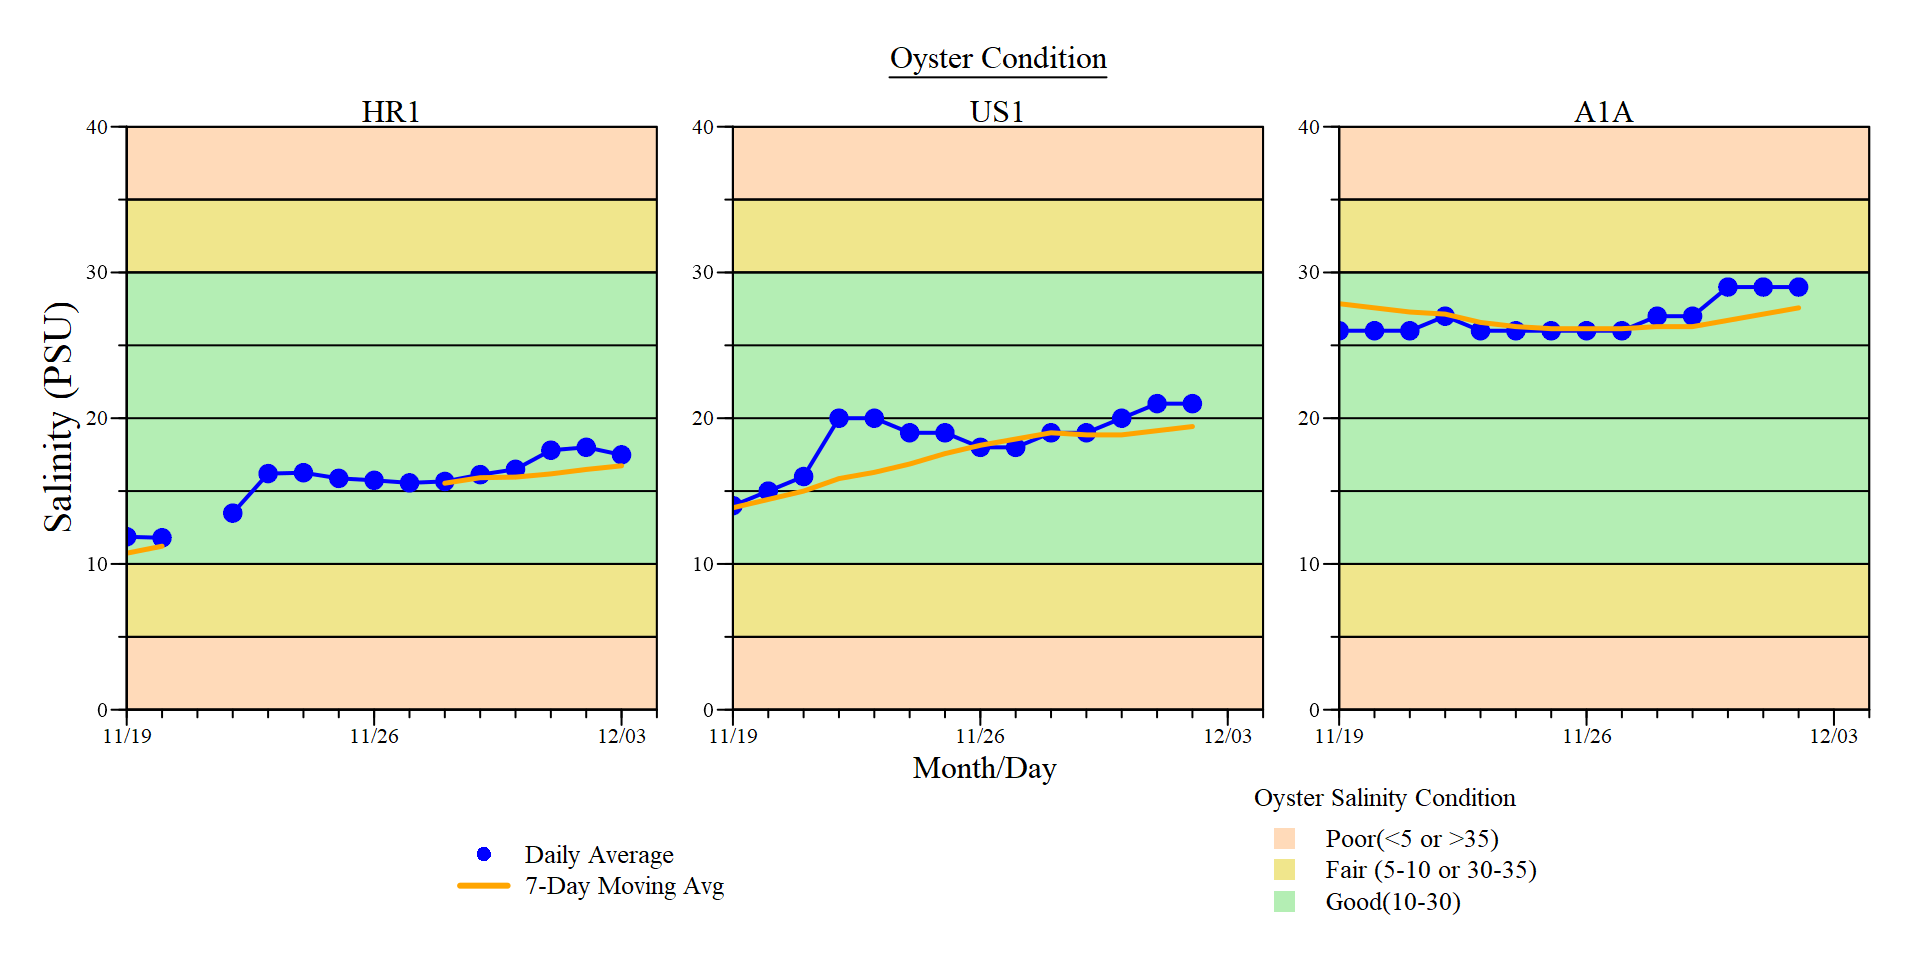 Oyster Condition
HR1
US1
A1A
Salinity (PSU)
40
30
20
10
0
11/19
11/26
12/03
40
30
20
10
0
11/19
11/26
12/03
40
30
20
10
0
11/19
11/26
12/03
Month/Day
Daily Average
7-Day Moving Avg
Oyster Salinity Condition
Poor(<5 or >35)
Fair (5-10 or 30-35)
Good(10-30)